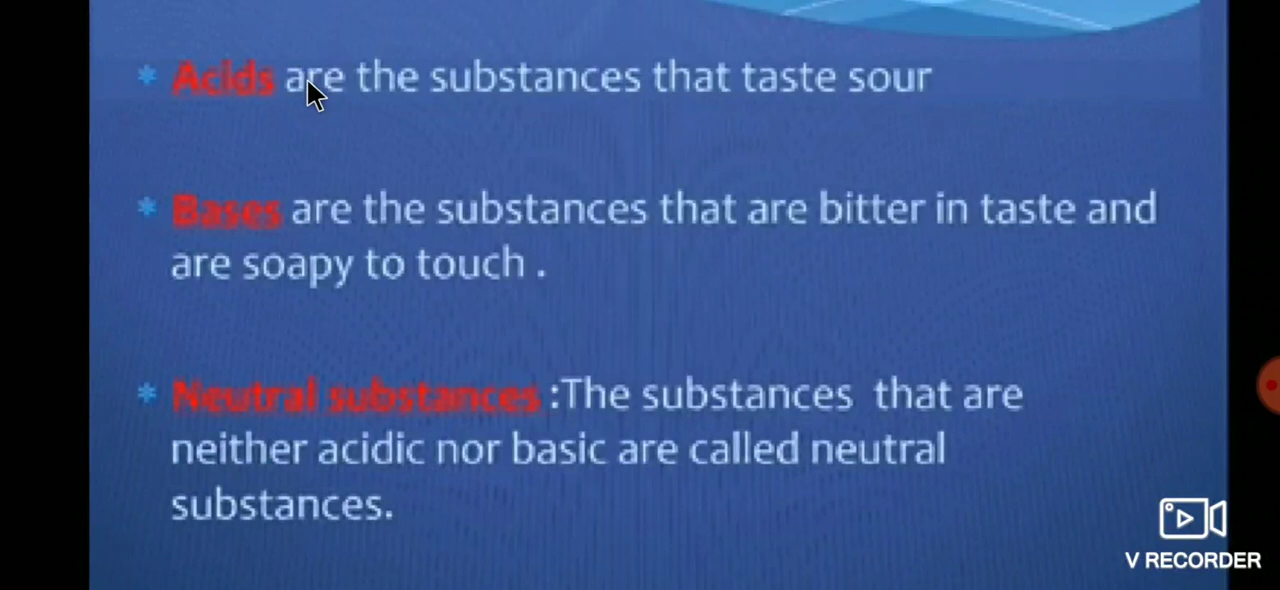 * Acids are the substances that taste sour
* Bases are the substances that are bitter in taste and
are soapy to touch .
* Neutral substances :The substances that are
neither acidic nor basic are called neutral
substances.
V RECORDER